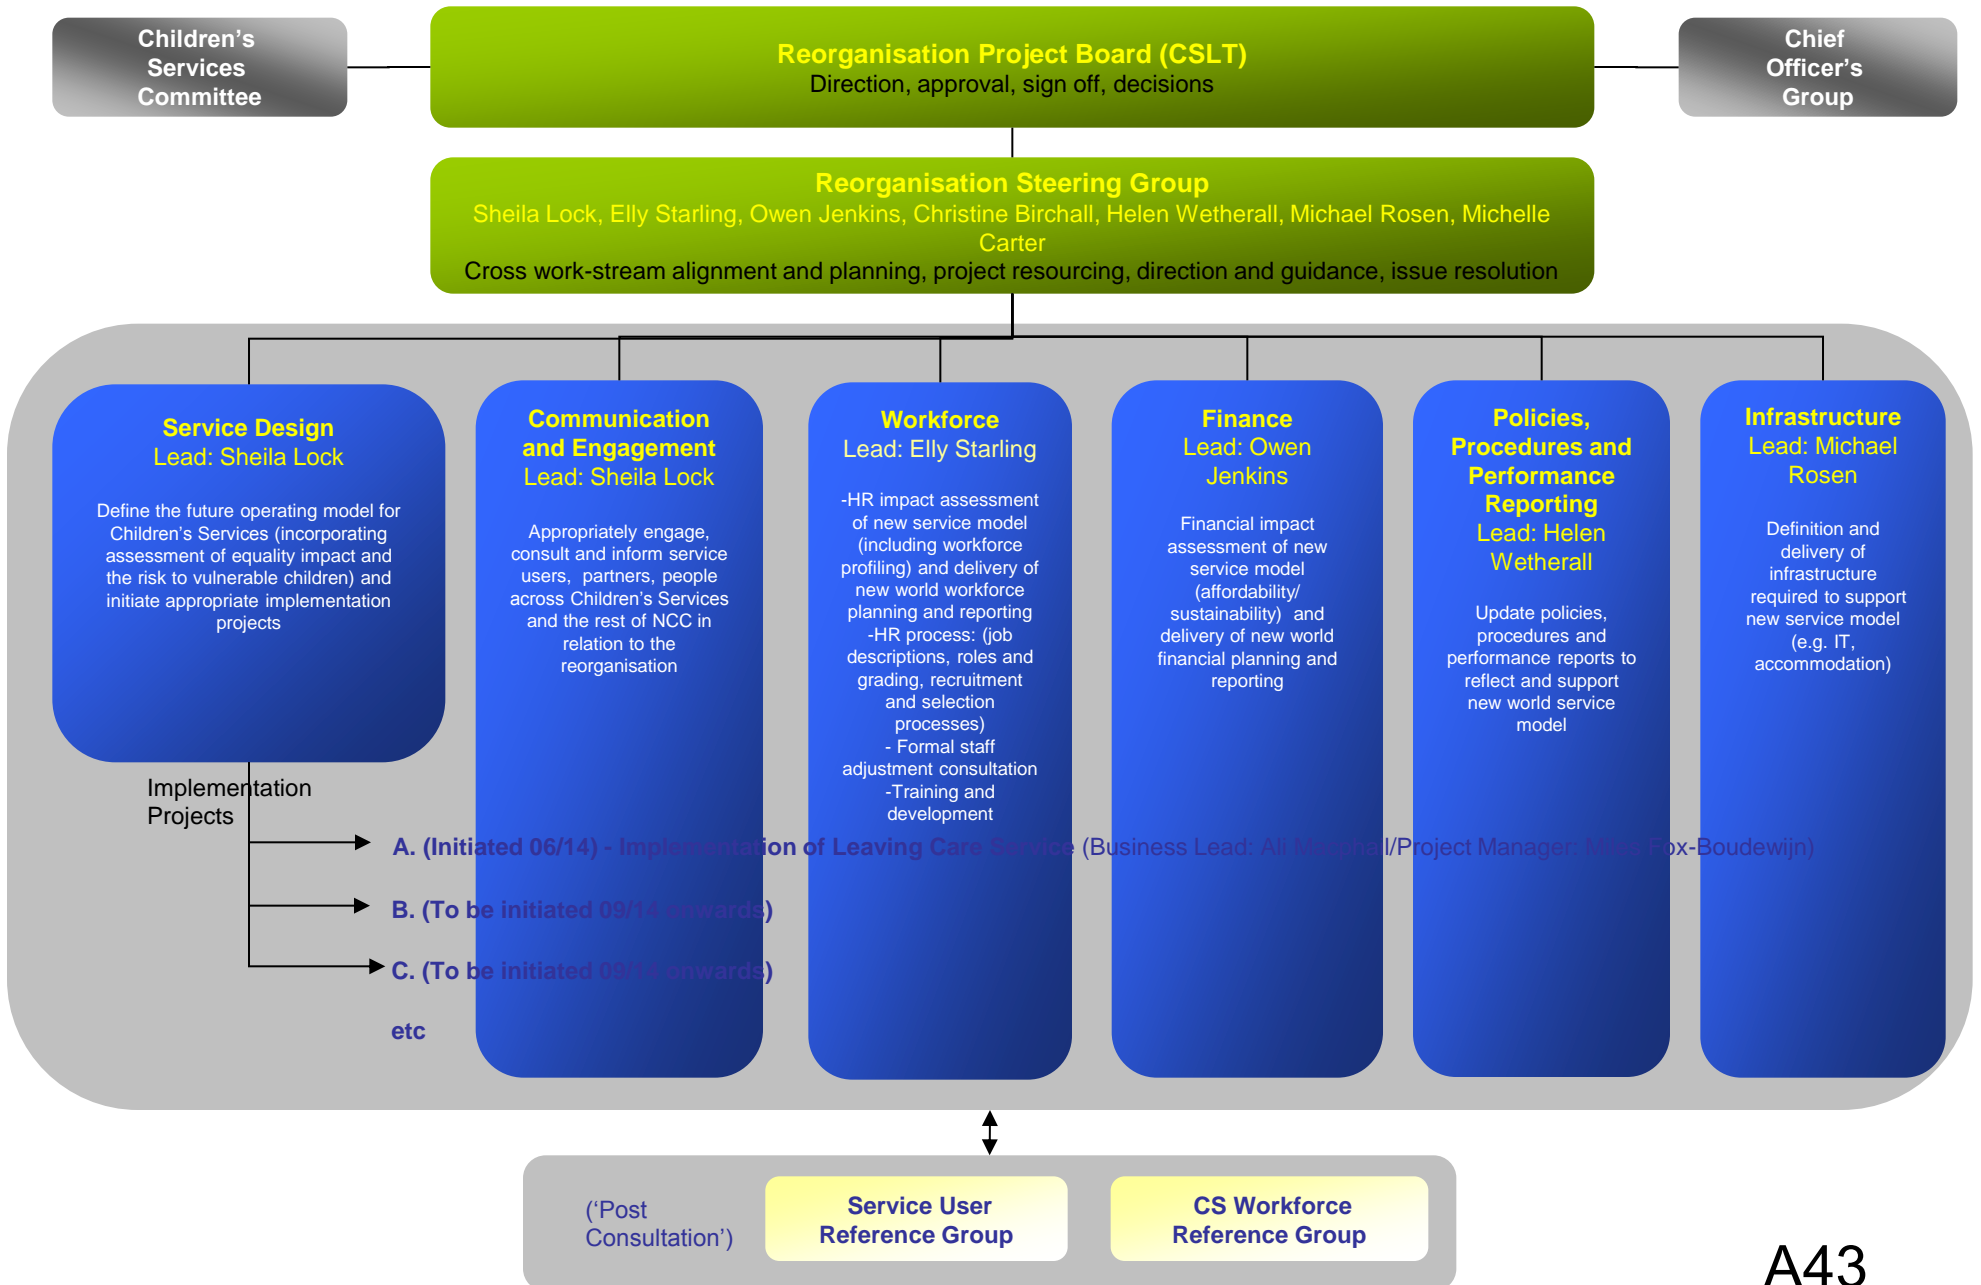 Children's
Services
Committee
Reorganisation Project Board (CSLT)
Direction, approval, sign off, decisions
Chief
Officer's
Group
Reorganisation Steering Group
Sheila Lock, Elly Starling, Owen Jenkins, Christine Birchall, Helen Wetherall, Michael Rosen, Michelle
Carter
Cross work-stream alignment and planning, project resourcing, direction and guidance, issue resolution
Service Design
Lead: Sheila Lock
Define the future operating model for
Children's Services (incorporating
assessment of equality impact and
the risk to vulnerable children) and
initiate appropriate implementation
projects
Communication
and Engagement
Lead: Sheila Lock
Appropriately engage,
consult and inform service
users, partners, people
across Children's Services
and the rest of NCC in
relation to the
reorganisation
Workforce
Lead: Elly Starling
-HR impact assessment
of new service model
(including workforce
profiling) and delivery of
new world workforce
planning and reporting
-HR process: (job
descriptions, roles and
grading, recruitment
and selection
processes)
- Formal staff
adjustment consultation
-Training and
development
Finance
Lead: Owen
Jenkins
Financial impact
assessment of new
service model
(affordability/
sustainability) and
delivery of new world
financial planning and
reporting
Policies,
Procedures and
Performance
Reporting
Lead: Helen
Wetherall
Update policies,
procedures and
performance reports to
reflect and support
new world service
model
Infrastructure
Lead: Michael
Rosen
Definition and
delivery of
infrastructure
required to support
new service model
(e.g. IT,
accommodation)
Implementation
Projects
A. (Initiated 06/14) - Implementation of Leaving Care Service (Business Lead: Ali /Project Manager: Fox-Boudewijn)
B. (To be initiated 09/14 onwards)
C. (To be initiated 09/14 onwards)
etc
('Post
Consultation')
Service User
Reference Group
CS Workforce
Reference Group
A43